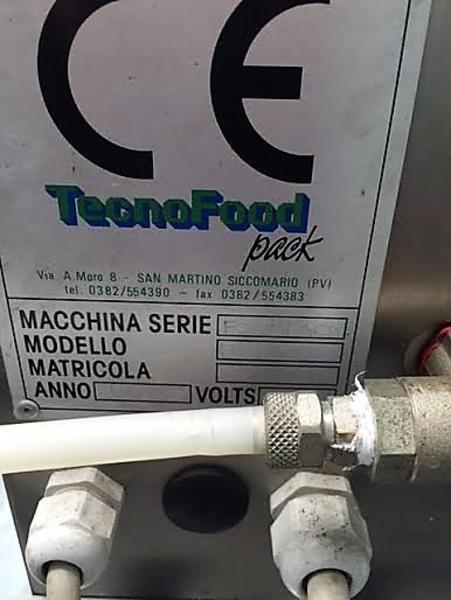 CE
TecnoFood
pack
Via A.Moro 8 - SAN MARTINO SICCOMARIO (PV)
tel. 0382/554390 - fax 0382/554383
MACCHINA SERIE
MODELLO
MATRICOLA
ANNO VOLTS